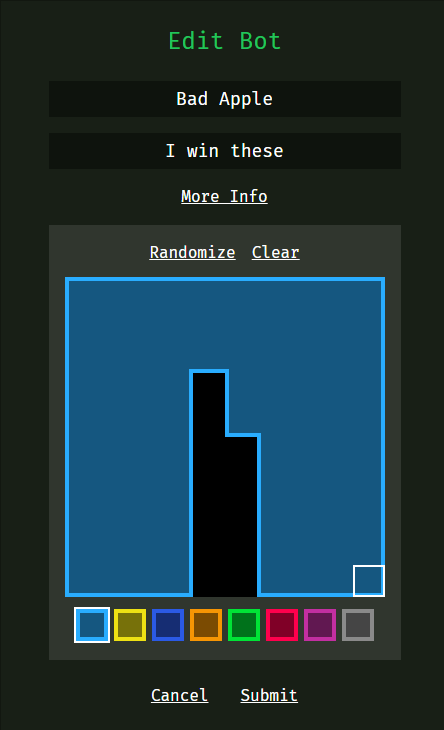 Edit Bot
Bad Apple
I win these
More Info
Randomize Clear
Cancel Submit